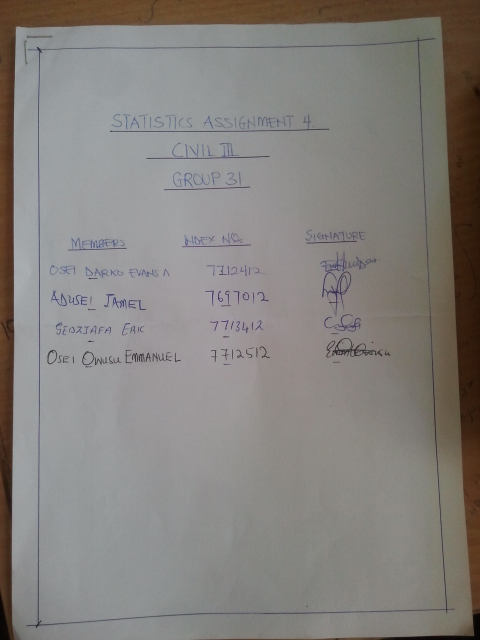 STATISTICS ASSIGNMENT 4
CIVIL III
GROUP 31
MEMBERS INDEX NO. SIGNATURE
OSEI DARKO EVANS A 7712412
ADUSEI JAMEL 7697012
SEDZIAFA ERIC 7713412
OSEI OWUSU EMMANUEL 7712512